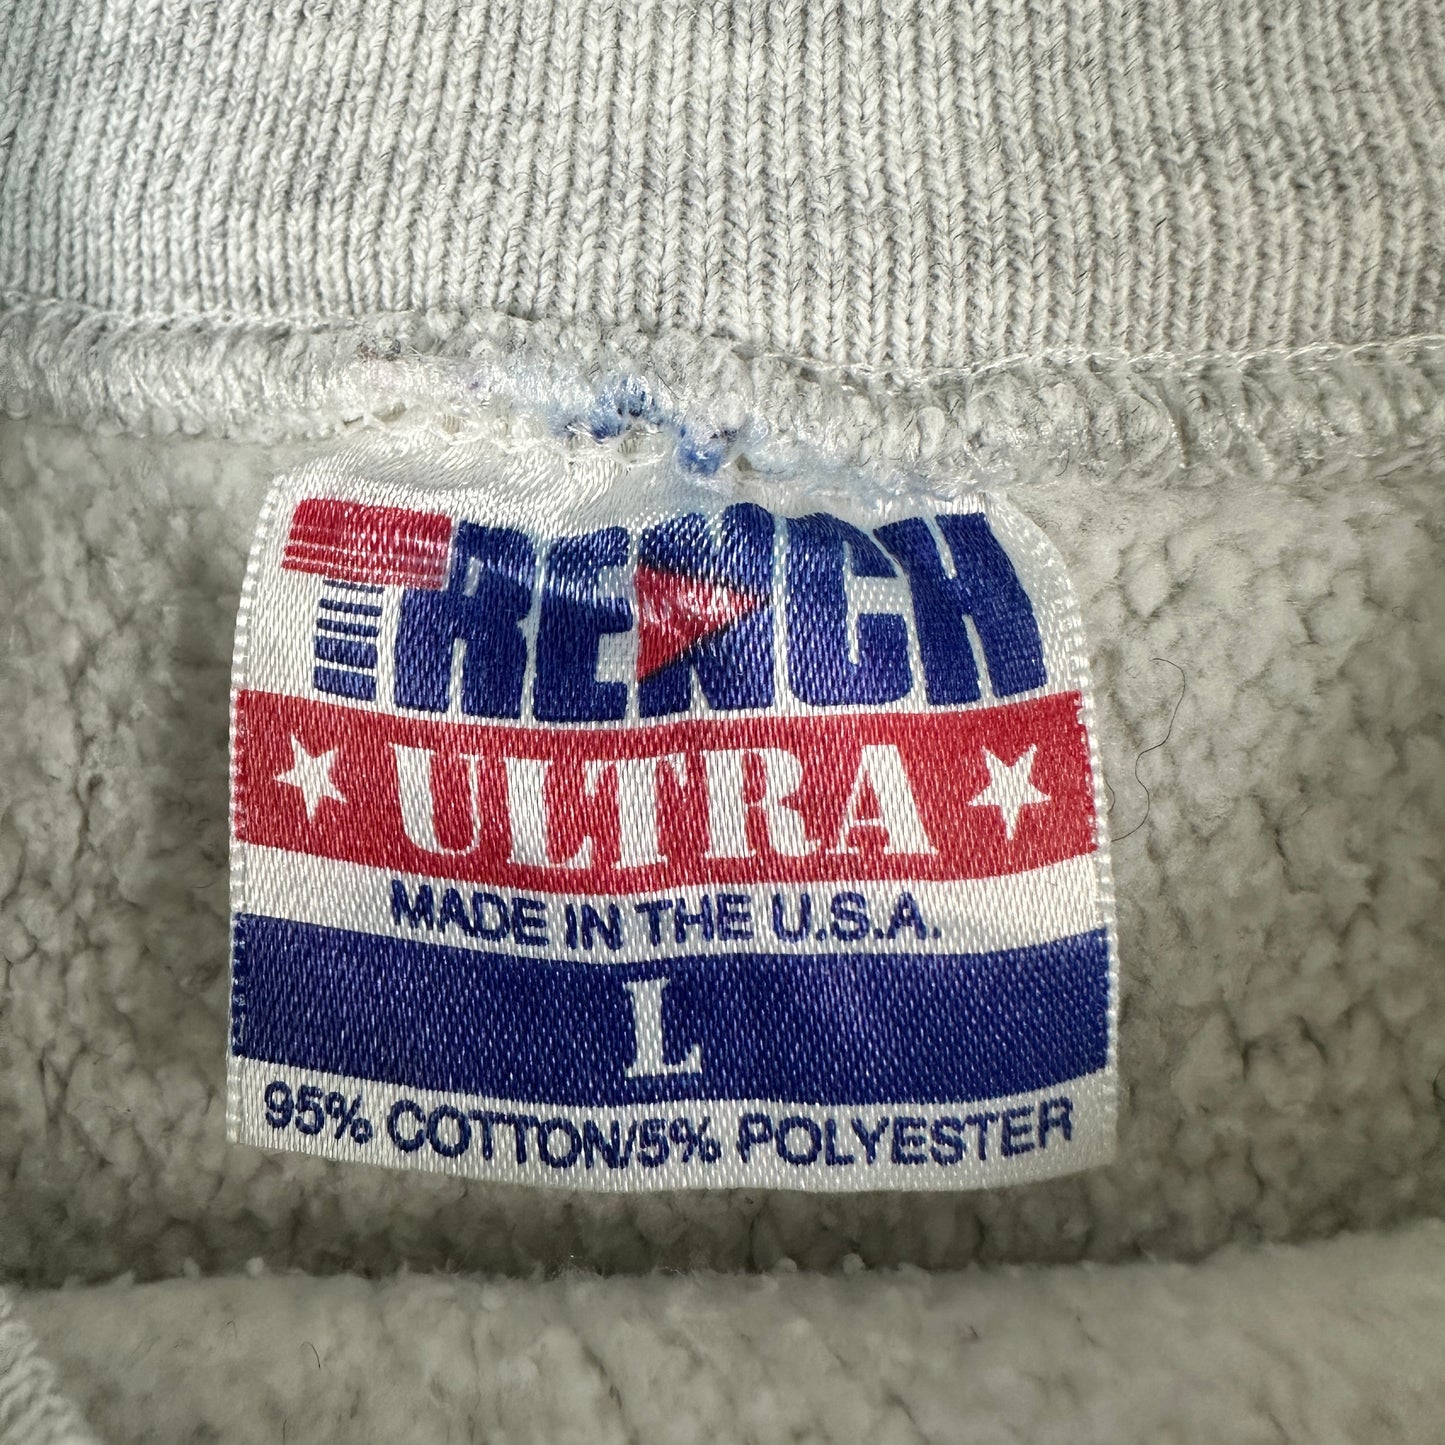 TRENCH
ULTRA
MADE IN THE U.S.A.
L
95% COTTON/5% POLYESTER